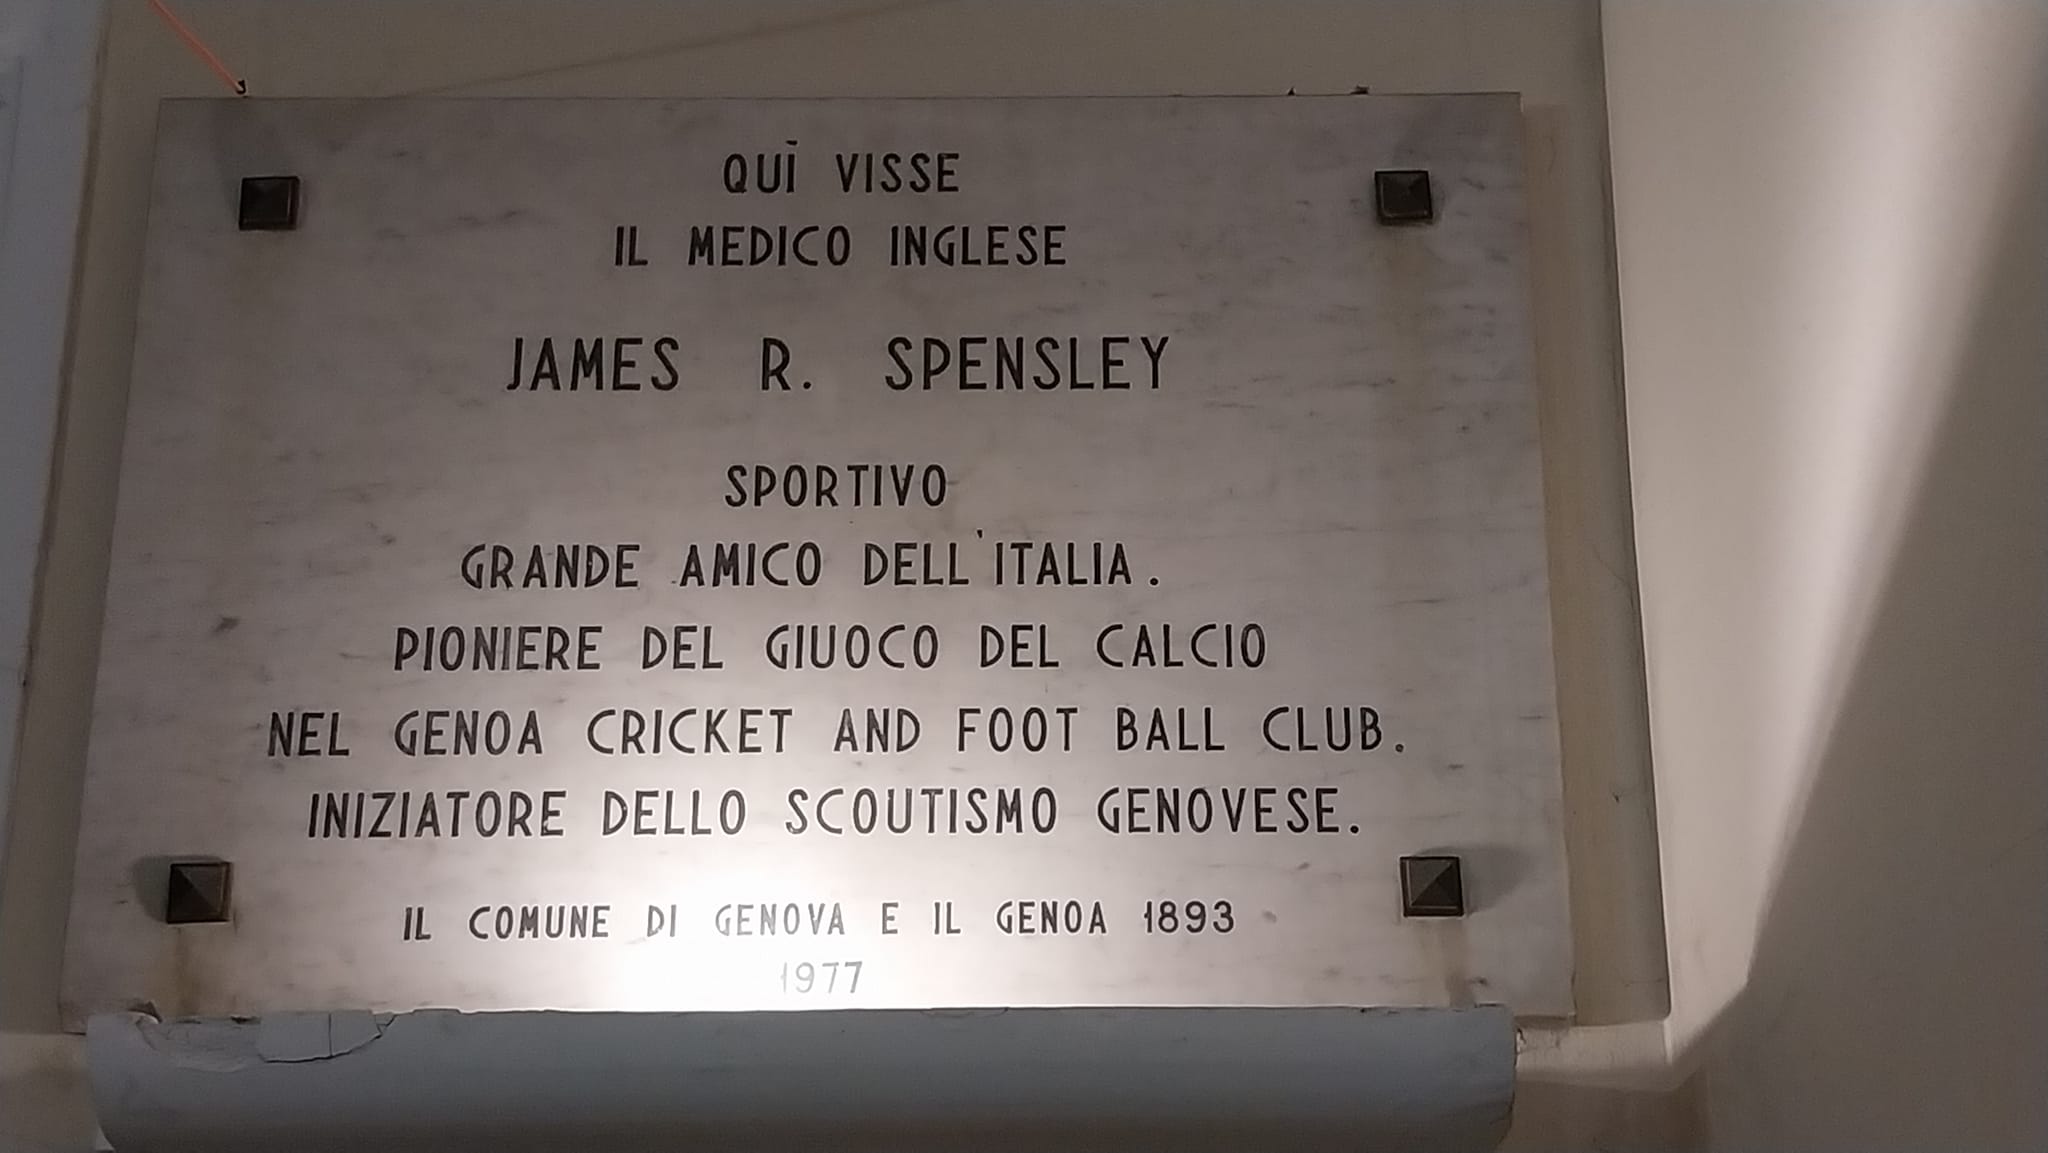 QUÌ VISSE
IL MEDICO INGLESE
JAMES R. SPENSLEY
SPORTIVO
GRANDE AMICO DELL'ITALIA.
PIONIERE DEL GIUOCO DEL CALCIO
NEL GENOA CRICKET AND FOOT BALL CLUB.
INIZIATORE DELLO SCOUTISMO GENOVESE.
IL COMUNE DI GENOVA E IL GENOA 1893
1977